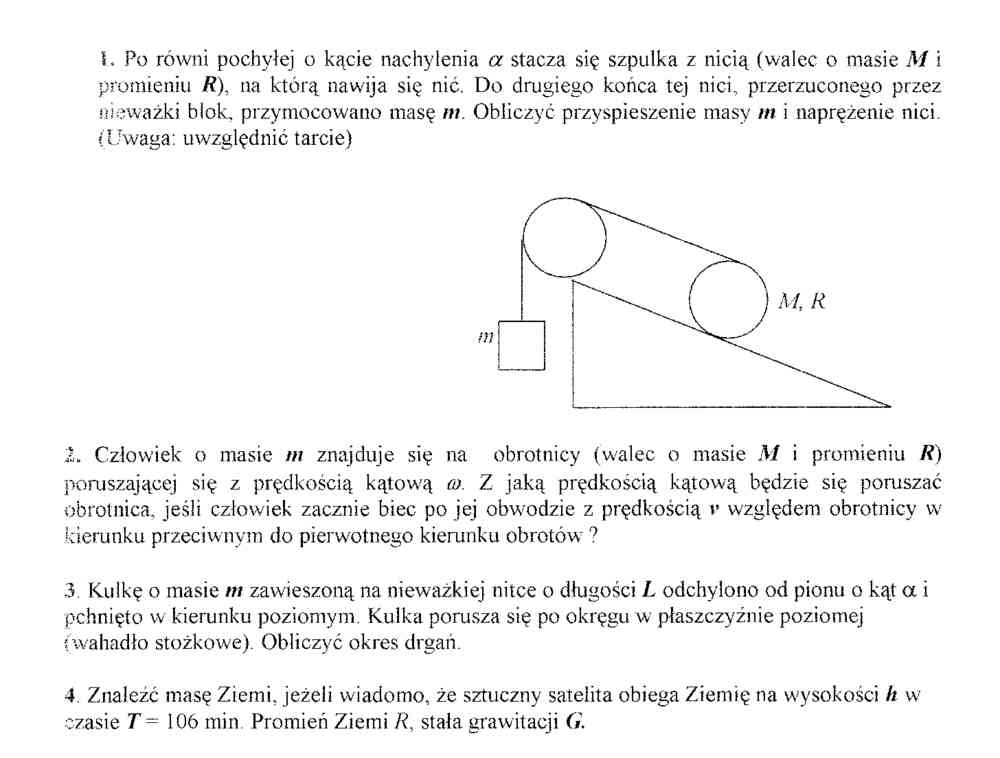 1. Po równi pochyłej o kącie nachylenia α stacza się szpulka z nicią (walec o masie M i
promieniu R), na którą nawija się nić. Do drugiego końca tej nici, przerzuconego przez
nieważki blok, przymocowano masę m. Obliczyć przyspieszenie masy m i naprężenie nici.
(Uwaga: uwzględnić tarcie)
m
M, R
2. Człowiek o masie m znajduje się na obrotnicy (walec o masie M i promieniu R)
poruszającej się z prędkością kątową ω. Z jaką prędkością kątową będzie się poruszać
obrotnica, jeśli człowiek zacznie biec po jej obwodzie z prędkością v względem obrotnicy w
kierunku przeciwnym do pierwotnego kierunku obrotów ?
3. Kulkę o masie m zawieszoną na nieważkiej nitce o długości L odchylono od pionu o kąt α i
pchnięto w kierunku poziomym. Kulka porusza się po okręgu w płaszczyźnie poziomej
(wahadło stożkowe). Obliczyć okres drgań.
4. Znaleźć masę Ziemi, jeżeli wiadomo, że sztuczny satelita obiega Ziemię na wysokości h w
czasie T = 106 min. Promień Ziemi R, stała grawitacji G.